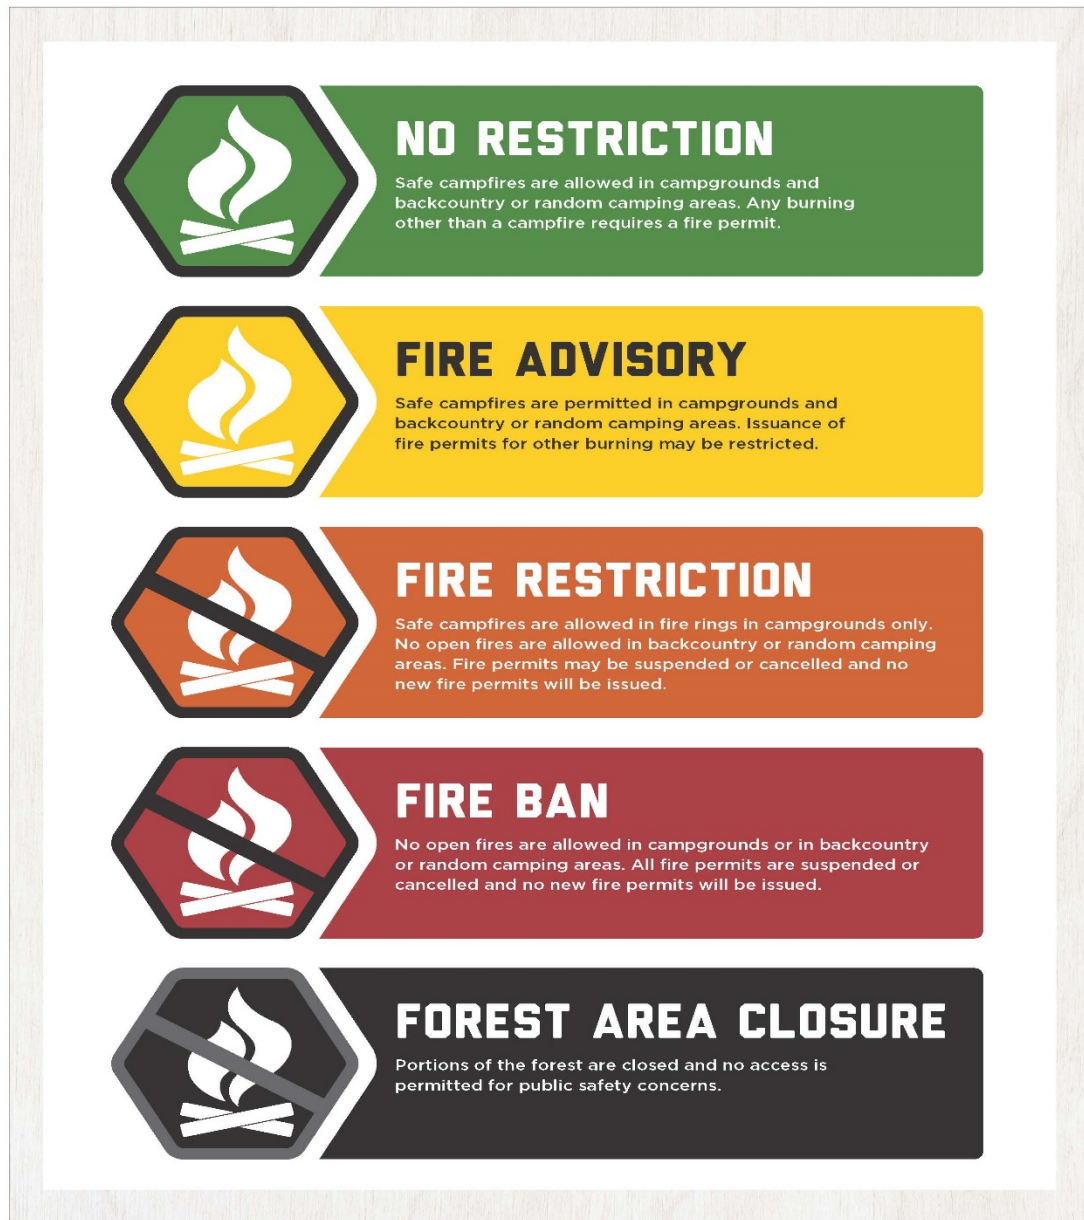 NO RESTRICTION
Safe campfires are allowed in campgrounds and
backcountry or random camping areas. Any burning
other than a campfire requires a fire permit.
FIRE ADVISORY
Safe campfires are permitted in campgrounds and
backcountry or random camping areas. Issuance of
fire permits for other burning may be restricted.
FIRE RESTRICTION
Safe campfires are allowed in fire rings in campgrounds only.
No open fires are allowed in backcountry or random camping
areas. Fire permits may be suspended or cancelled and no
new fire permits will be issued.
FIRE BAN
No open fires are allowed in campgrounds or in backcountry
or random camping areas. All fire permits are suspended or
cancelled and no new fire permits will be issued.
FOREST AREA CLOSURE
Portions of the forest are closed and no access is
permitted for public safety concerns.